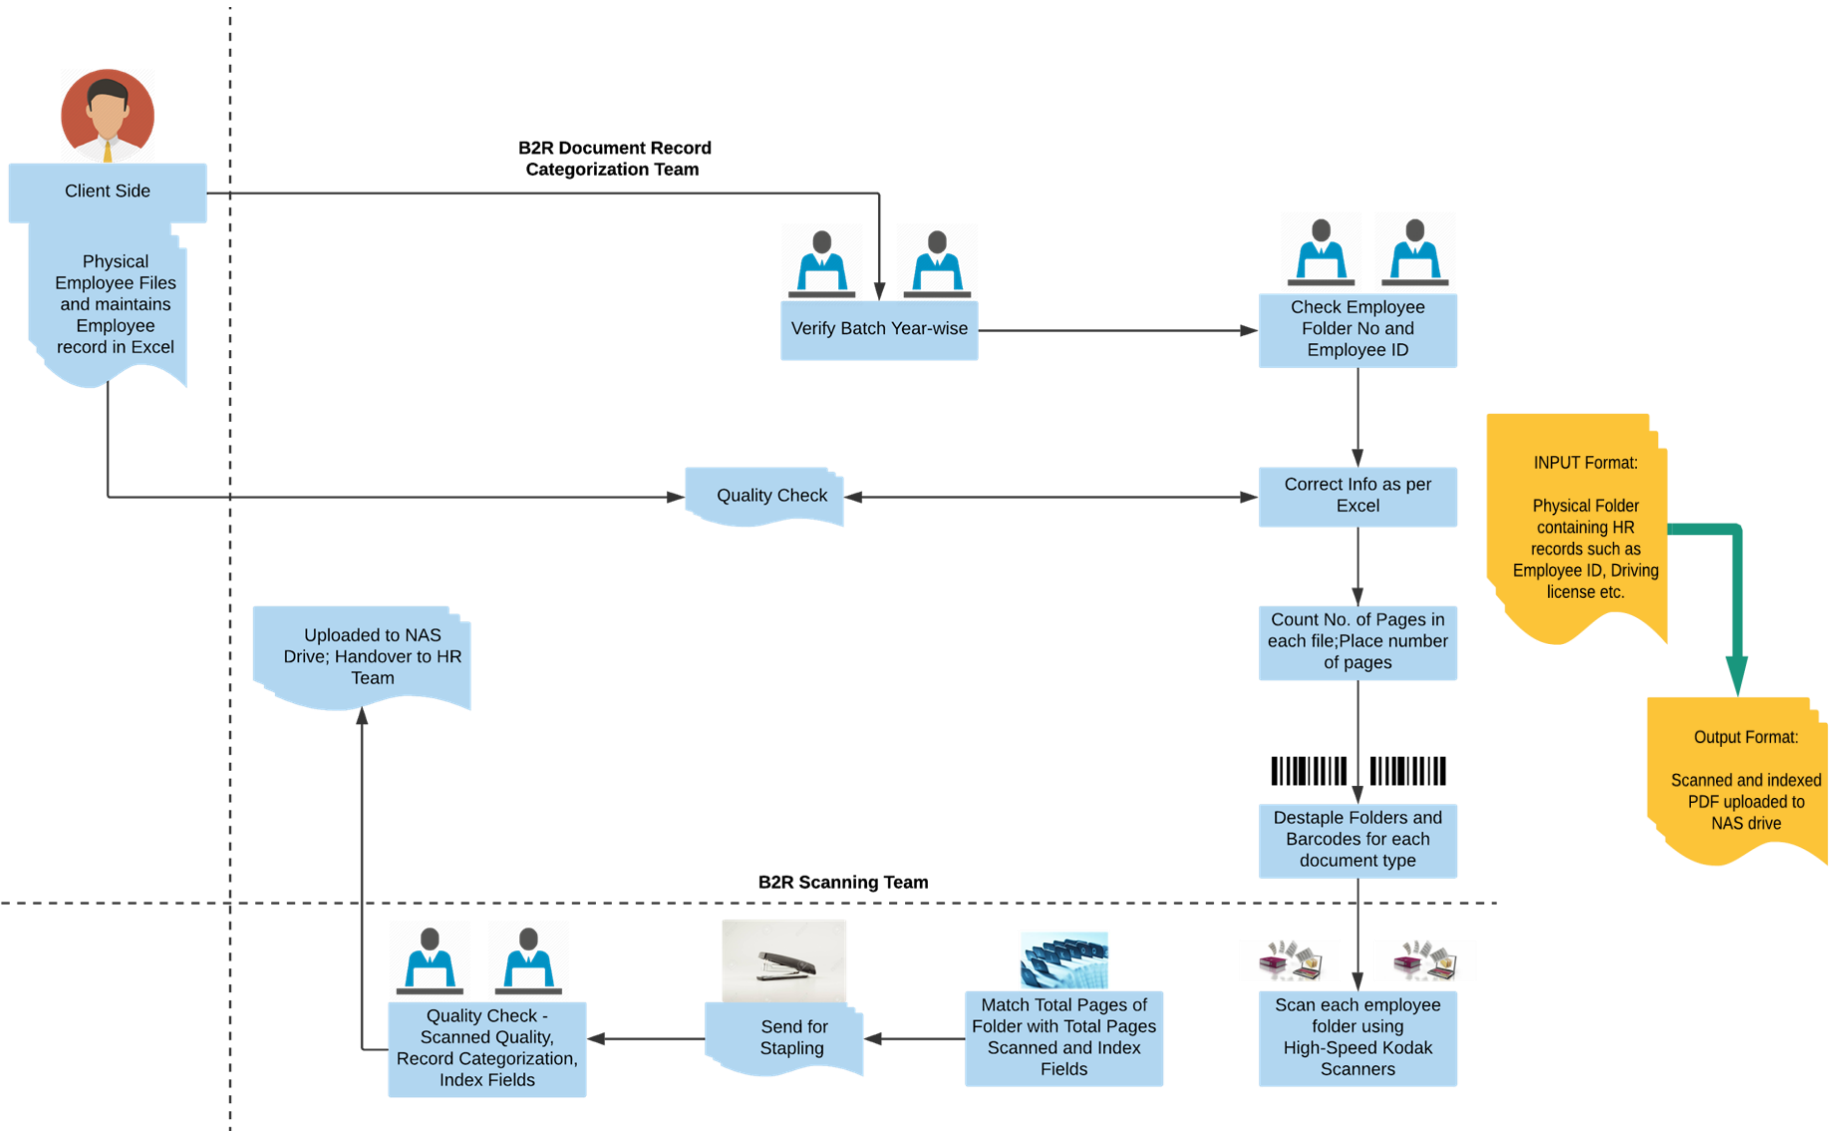 B2R Document Record
Categorization Team
Client Side
Physical
Employee Files
and maintains
Employee
record in Excel
Verify Batch Year-wise
Check Employee
Folder No and
Employee ID
Quality Check
Correct Info as per
Excel
INPUT Format:
Physical Folder
containing HR
records such as
Employee ID, Driving
license etc.
Uploaded to NAS
Drive; Handover to HR
Team
Count No. of Pages in
each file;Place number
of pages
Output Format:
Scanned and indexed
PDF uploaded to
NAS drive
Destaple Folders and
Barcodes for each
document type
B2R Scanning Team
Quality Check -
Scanned Quality,
Record Categorization,
Index Fields
Send for
Stapling
Match Total Pages of
Folder with Total Pages
Scanned and Index
Fields
Scan each employee
folder using
High-Speed Kodak
Scanners